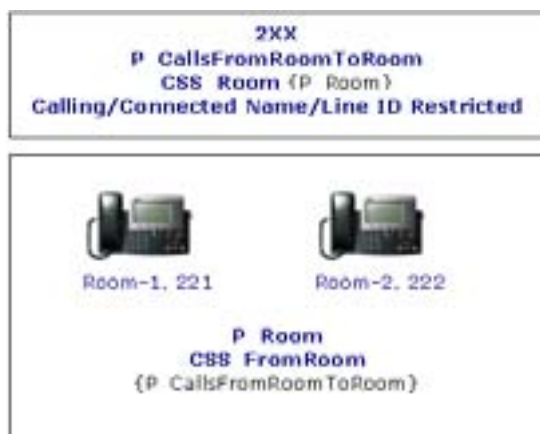 2XX
P CallsFromRoomToRoom
CSS Room {P Room}
Calling/Connected Name/Line ID Restricted
Room-1, 221
Room-2, 222
P Room
CSS FromRoom
{P CallsFromRoomToRoom}